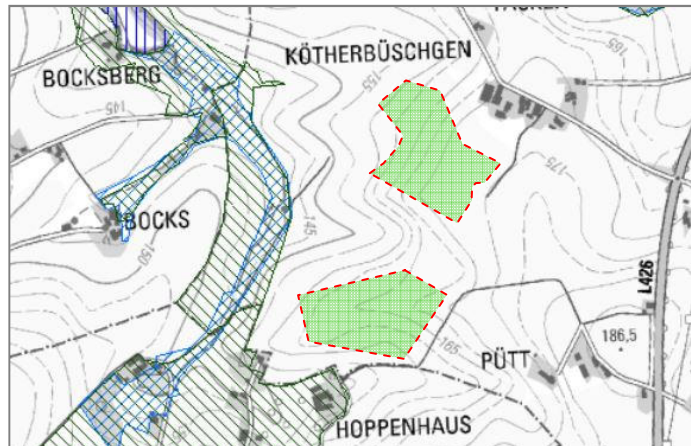 165
KÖTHERBÜSCHGEN
155
BOCKSBERG
145
175
BOCKS
145
150
L426
186,5
165
PÜTT
HOPPENHAUS